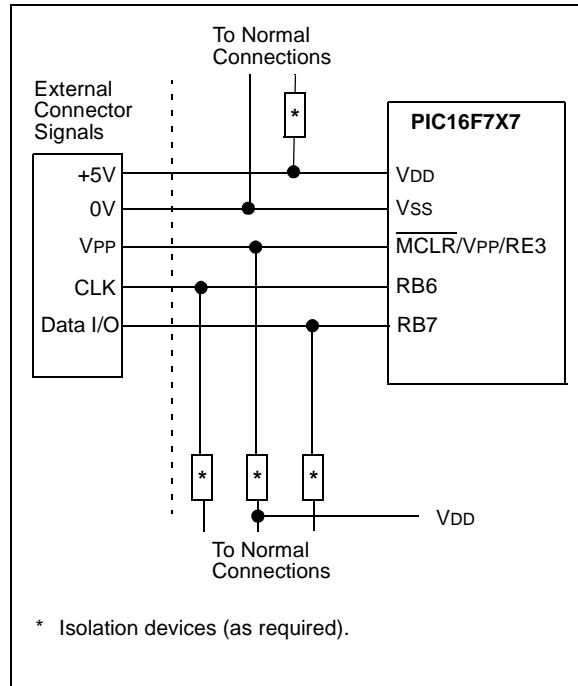 To Normal
Connections
External
Connector
Signals
*
PIC16F7X7
+5V
VDD
0V
VSS
VPP
MCLR/VPP/RE3
CLK
RB6
Data I/O
RB7
* * *
VDD
To Normal
Connections
* Isolation devices (as required).